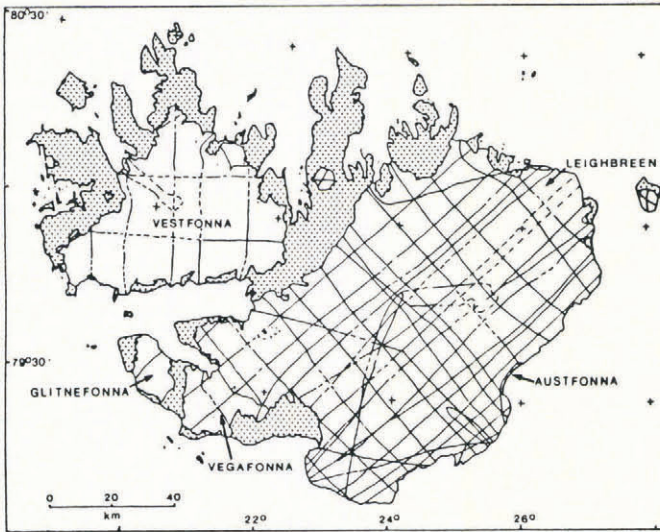 80°30'
LEIGHBREEN
VESTFONNA
79°30'
GLITNEFONNA
AUSTFONNA
VEGAFONNA
0 20 40
km
22° 24° 26°